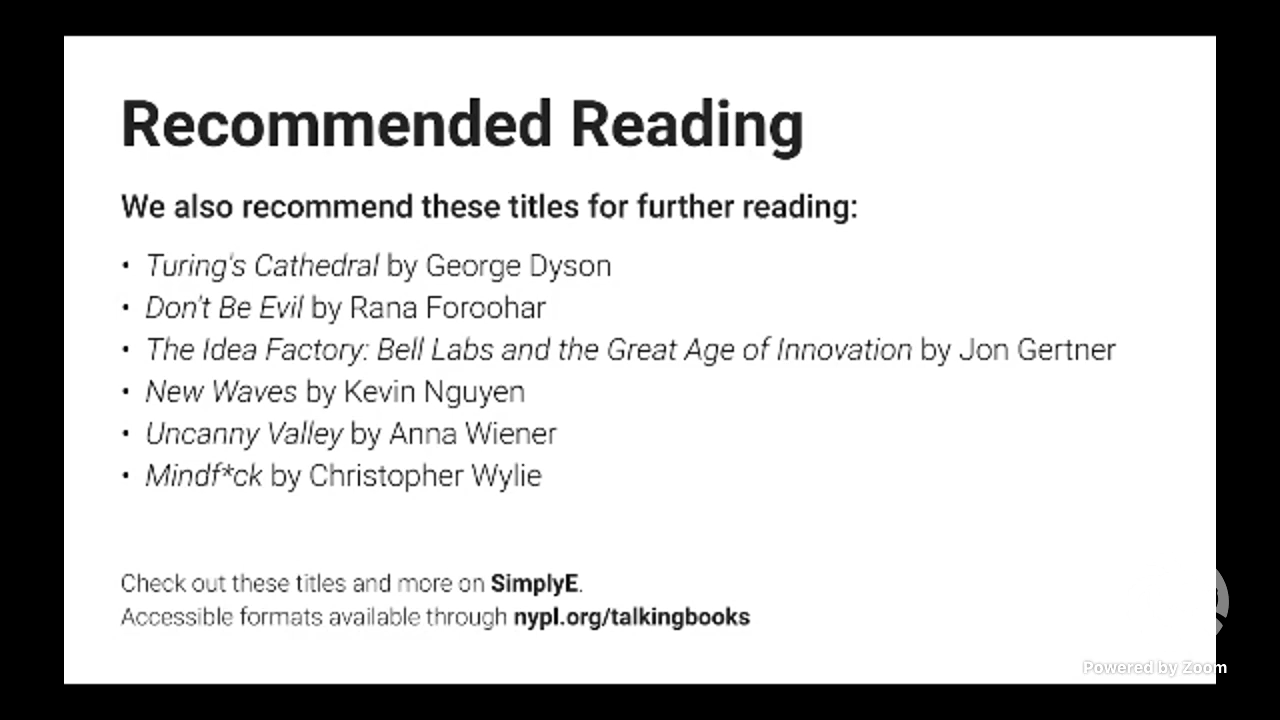 Recommended Reading
We also recommend these titles for further reading:
• Turing's Cathedral by George Dyson
• Don't Be Evil by Rana Foroohar
• The Idea Factory: Bell Labs and the Great Age of Innovation by Jon Gertner
• New Waves by Kevin Nguyen
• Uncanny Valley by Anna Wiener
• Mindf*ck by Christopher Wylie
Check out these titles and more on SimplyE.
Accessible formats available through nypl.org/talkingbooks
Powered by Zoom